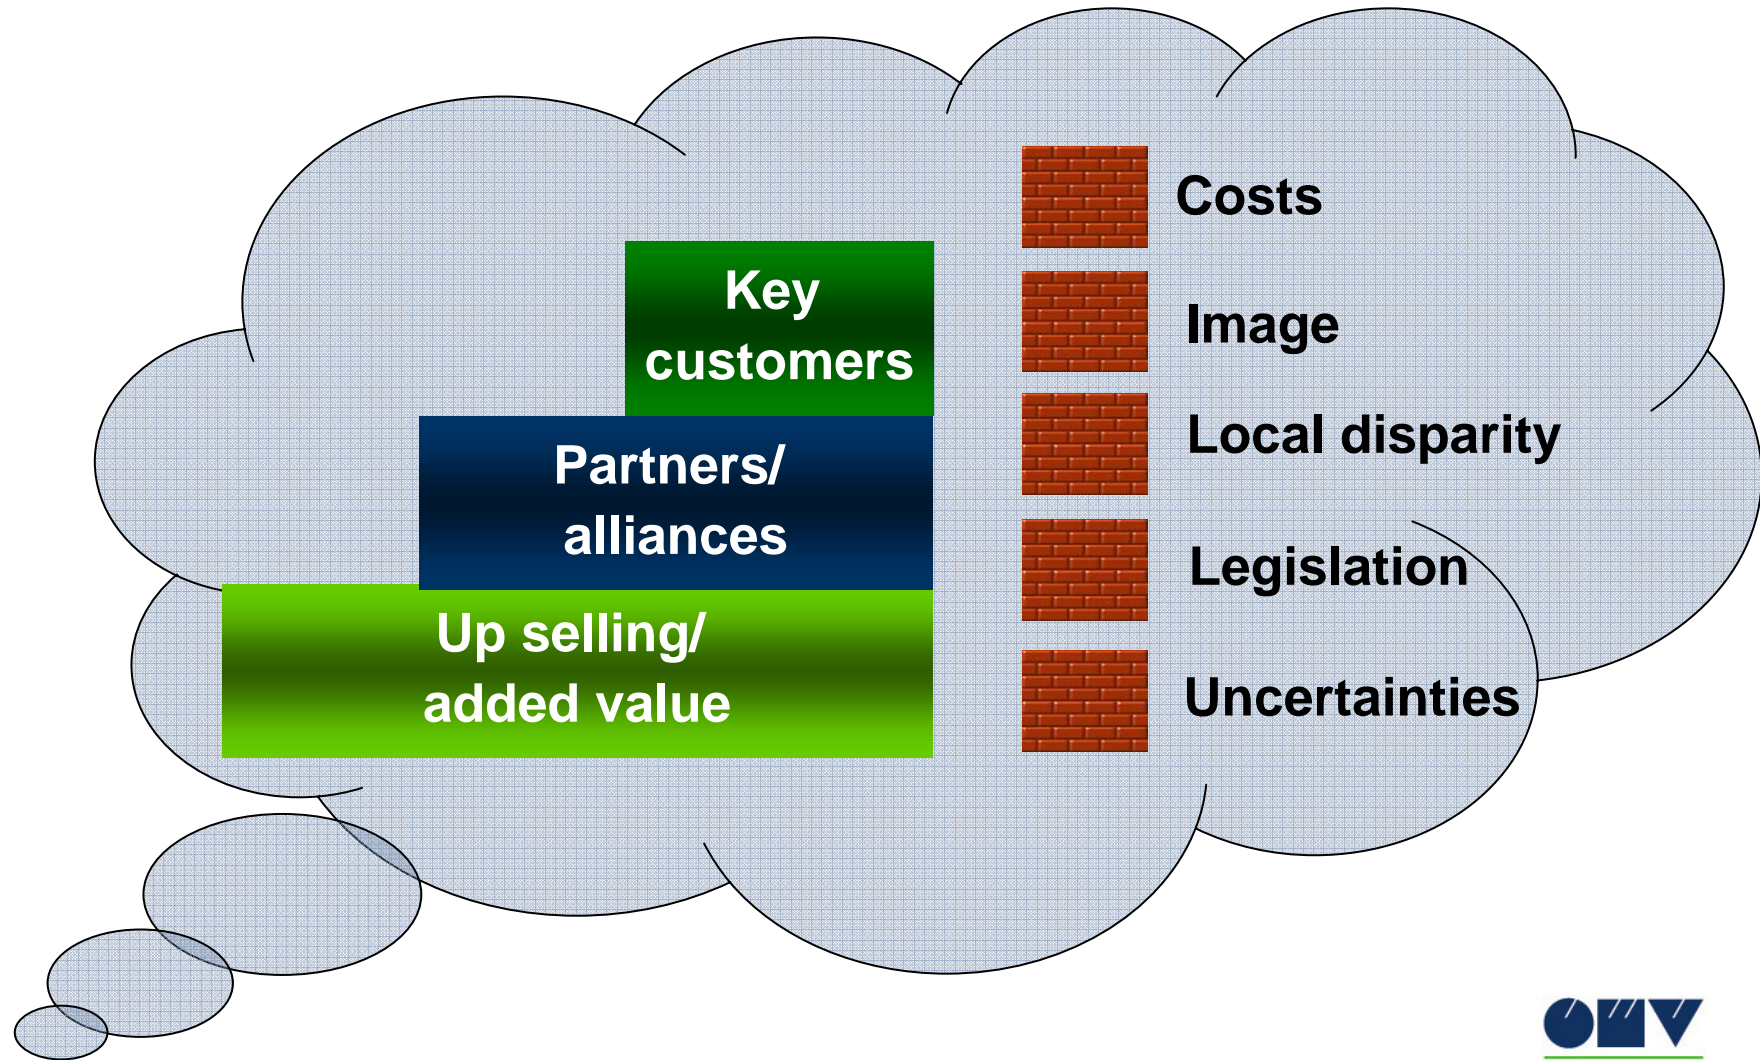 Key
customers
Partners/
alliances
Up selling/
added value
Costs
Image
Local disparity
Legislation
Uncertainties
OMV